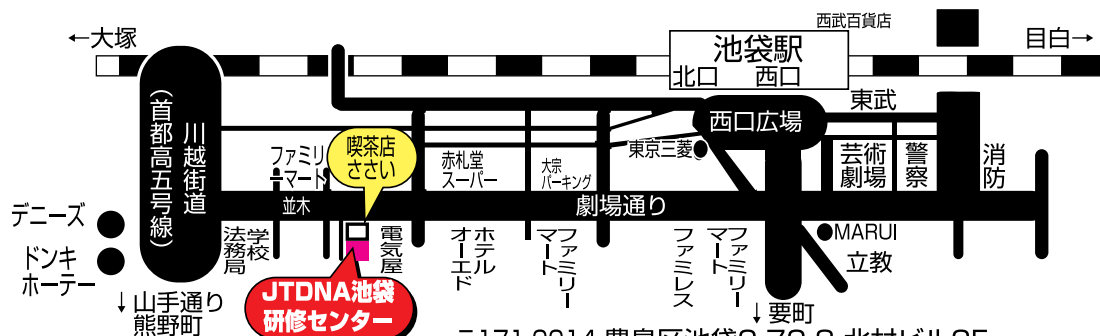 西武百貨店
←大塚
池袋駅
目白→
北口 西口
東武
西口広場
川越街道
(首都高五号線)
喫茶店
ささい
ファミリ
ーマート
赤札堂
スーパー
大宗
パーキング
東京三菱
芸術
劇場
警察
消防
並木
劇場通り
デニーズ
ドンキ
ホーテー
法務局
学校
電気屋
ホテル
オーエド
ファミリー
マート
ファミレス
ファミリー
マート
MARUI
立教
JTDNA池袋
研修センター
↓山手通り
熊野町
↓要町